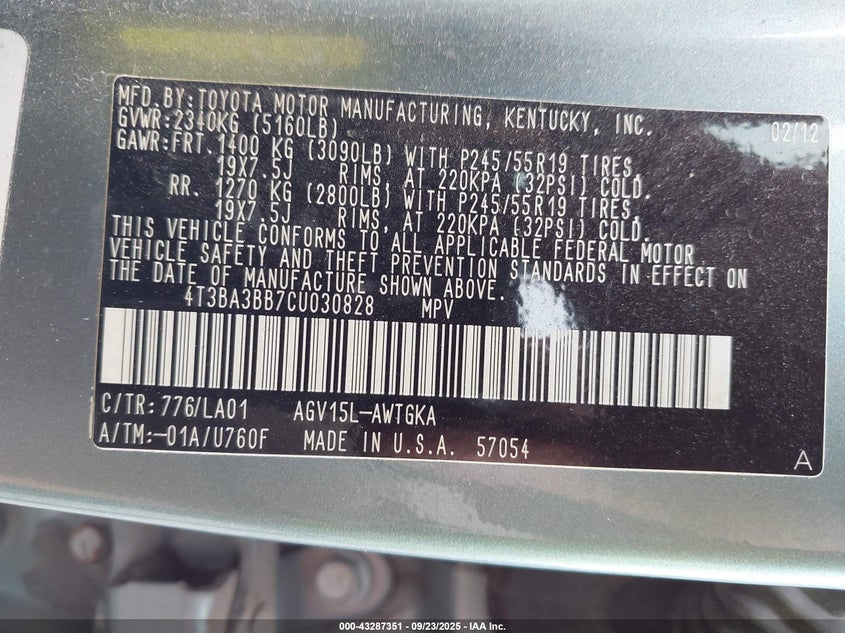 MFD.BY:TOYOTA MOTOR MANUFACTURING, KENTUCKY, INC. 02/12
GVWR:2340KG (5160LB)
GAWR:FRT. 1400 KG (3090LB) WITH P245/55R19 TIRES,
19X7.5J RIMS, AT 220KPA (32PSI) COLD.
RR. 1270 KG (2800LB) WITH P245/55R19 TIRES,
19X7.5J RIMS, AT 220KPA (32PSI) COLD.
THIS VEHICLE CONFORMS TO ALL APPLICABLE FEDERAL MOTOR
VEHICLE SAFETY AND THEFT PREVENTION STANDARDS IN EFFECT ON
THE DATE OF MANUFACTURE SHOWN ABOVE.
4T3BA3BB7CU030828 MPV
C/TR:776/LA01 AGV15L-AWTGKA
A/TM:-01A/U760F MADE IN U.S.A. 57054 A
000-43287351 | 09/23/2025 | IAA Inc.